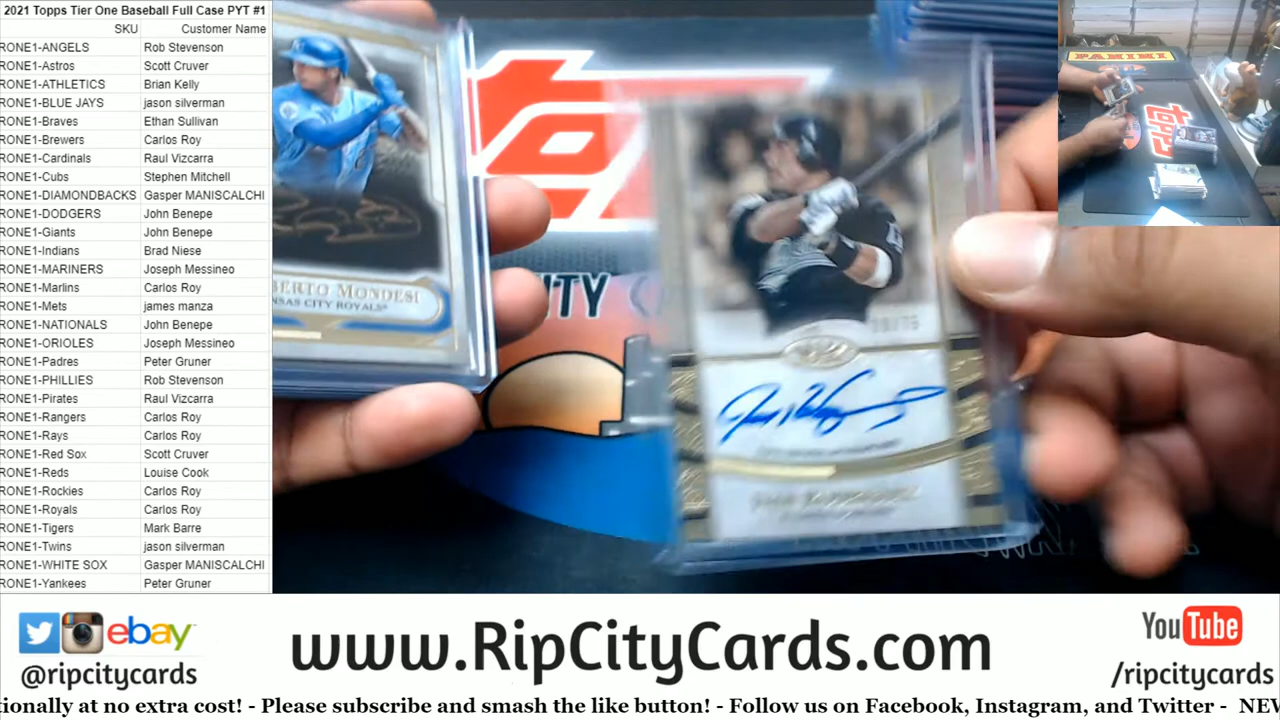 2021 Topps Tier One Baseball Full Case PYT #1
SKU Customer Name
RONE1-ANGELS Rob Stevenson
RONE1-Astros Scott Cruver
RONE1-ATHLETICS Brian Kelly
RONE1-BLUE JAYS jason silverman
RONE1-Braves Ethan Sullivan
RONE1-Brewers Carlos Roy
RONE1-Cardinals Raul Vizcarra
RONE1-Cubs Stephen Mitchell
RONE1-DIAMONDBACKS Gasper MANISCALCHI
RONE1-DODGERS John Benepe
RONE1-Giants John Benepe
RONE1-Indians Brad Niese
RONE1-MARINERS Joseph Messineo
RONE1-Marlins Carlos Roy
RONE1-Mets james manza
RONE1-NATIONALS John Benepe
RONE1-ORIOLES Joseph Messineo
RONE1-Padres Peter Gruner
RONE1-PHILLIES Rob Stevenson
RONE1-Pirates Raul Vizcarra
RONE1-Rangers Carlos Roy
RONE1-Rays Carlos Roy
RONE1-Red Sox Scott Cruver
RONE1-Reds Louise Cook
RONE1-Rockies Carlos Roy
RONE1-Royals Carlos Roy
RONE1-Tigers Mark Barre
RONE1-Twins jason silverman
RONE1-WHITE SOX Gasper MANISCALCHI
RONE1-Yankees Peter Gruner
BERTO MONDESI
NSAS CITY ROYALS
ITY
PANINI
topps
ebay
@ripcitycards
www.RipCityCards.com
YouTube
/ripcitycards
tionally at no extra cost! - Please subscribe and smash the like button! - Follow us on Facebook, Instagram, and Twitter - NEW